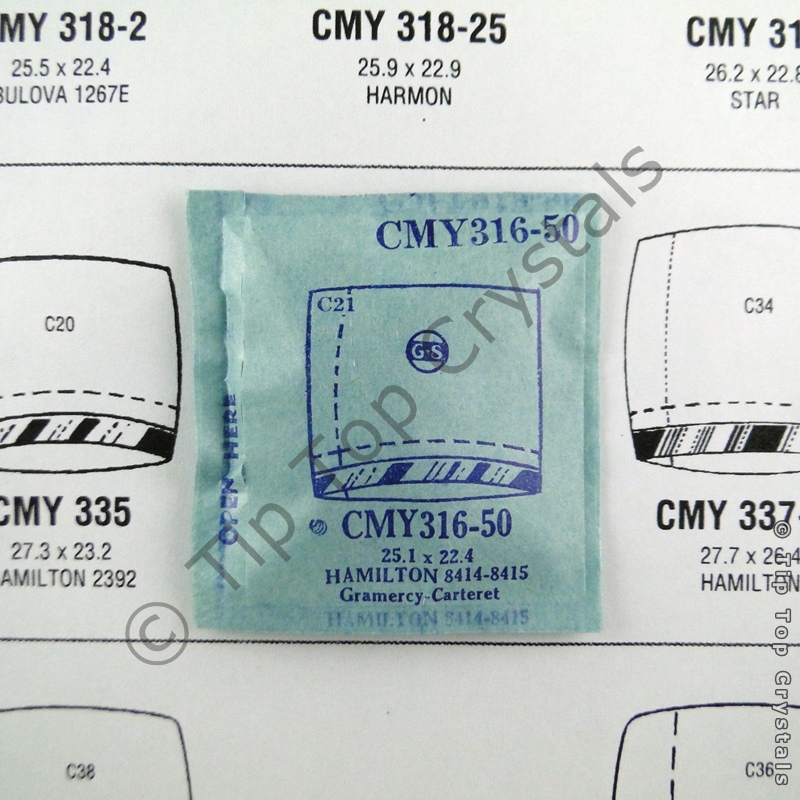 MY 318-2
25.5 x 22.4
BULOVA 1267E
CMY 318-25
25.9 x 22.9
HARMON
CMY 31
26.2 x 22.8
STAR
C20
CMY 335
27.3 x 23.2
AMILTON 2392
CMY316-50
C21
G-S
OPEN HERE
CMY316-50
25.1 x 22.4
HAMILTON 8414-8415
Gramercy-Carteret
HAMILTON 8414-8415
C34
CMY 337-
27.7 x 26.4
HAMILTON
C38
C36
© Tip Top Crystals
© Tip Top Crystals